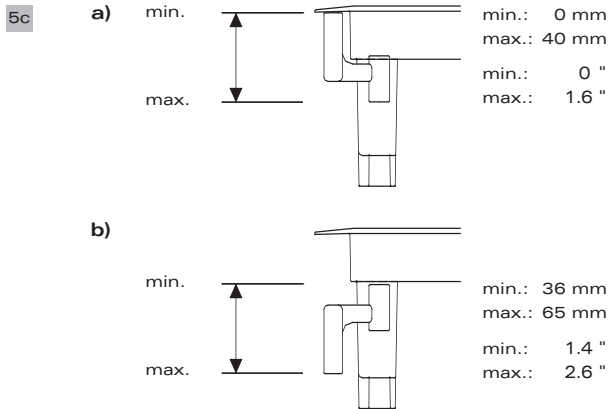 5c
a)
min.
max.
min.: 0 mm
max.: 40 mm
min.: 0 "
max.: 1.6 "
b)
min.
max.
min.: 36 mm
max.: 65 mm
min.: 1.4 "
max.: 2.6 "